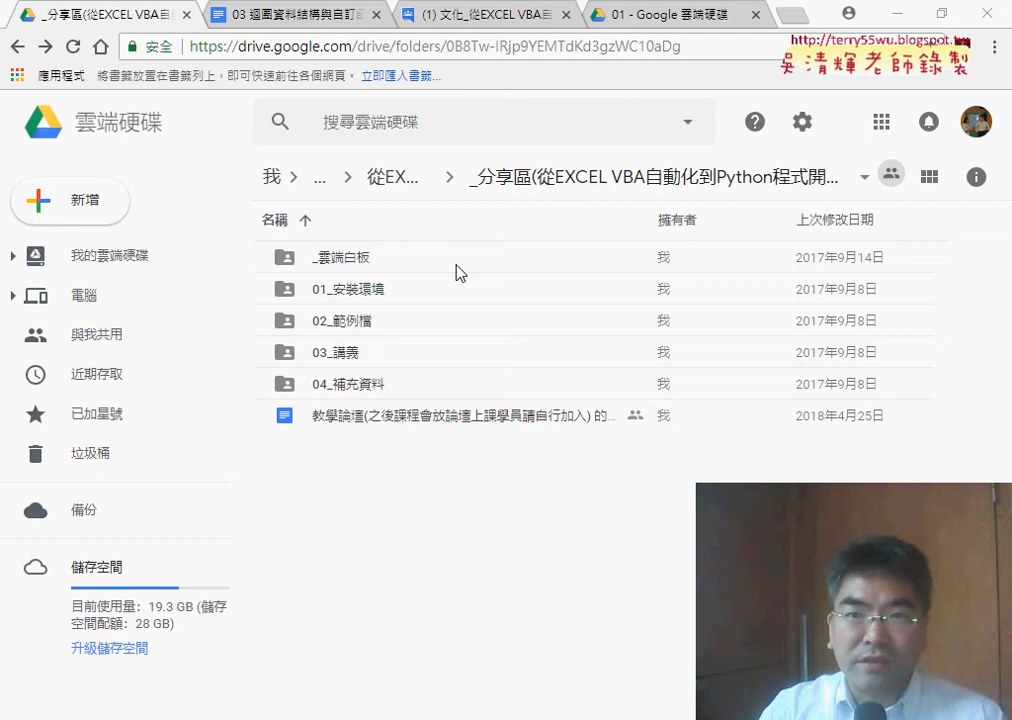 _分享區(從EXCEL VBA自動
03 迴圈資料結構與自訂函
(1) 文化_從EXCEL VBA自
01 - Google 雲端硬碟
安全
https://drive.google.com/drive/folders/0B8Tw-IRjp9YEMTdKd3gzWC10aDg
http://terry55wu.blogspot.tw
吳清輝老師錄製
應用程式
將書籤放置在書籤列上，即可快速前往各個網頁。
立即匯入書籤...
雲端硬碟
搜尋雲端硬碟
新增
我
...
從EX...
_分享區(從EXCEL VBA自動化到Python程式開...
名稱
擁有者
上次修改日期
_雲端白板 我 2017年9月14日
01_安裝環境 我 2017年9月8日
02_範例檔 我 2017年9月8日
03_講義 我 2017年9月8日
04_補充資料 我 2017年9月8日
教學論壇(之後課程會放論壇上課學員請自行加入) 的... 我 2018年4月25日
我的雲端硬碟
電腦
與我共用
近期存取
已加星號
垃圾桶
備份
儲存空間
目前使用量：19.3 GB (儲存
空間配額：28 GB)
升級儲存空間